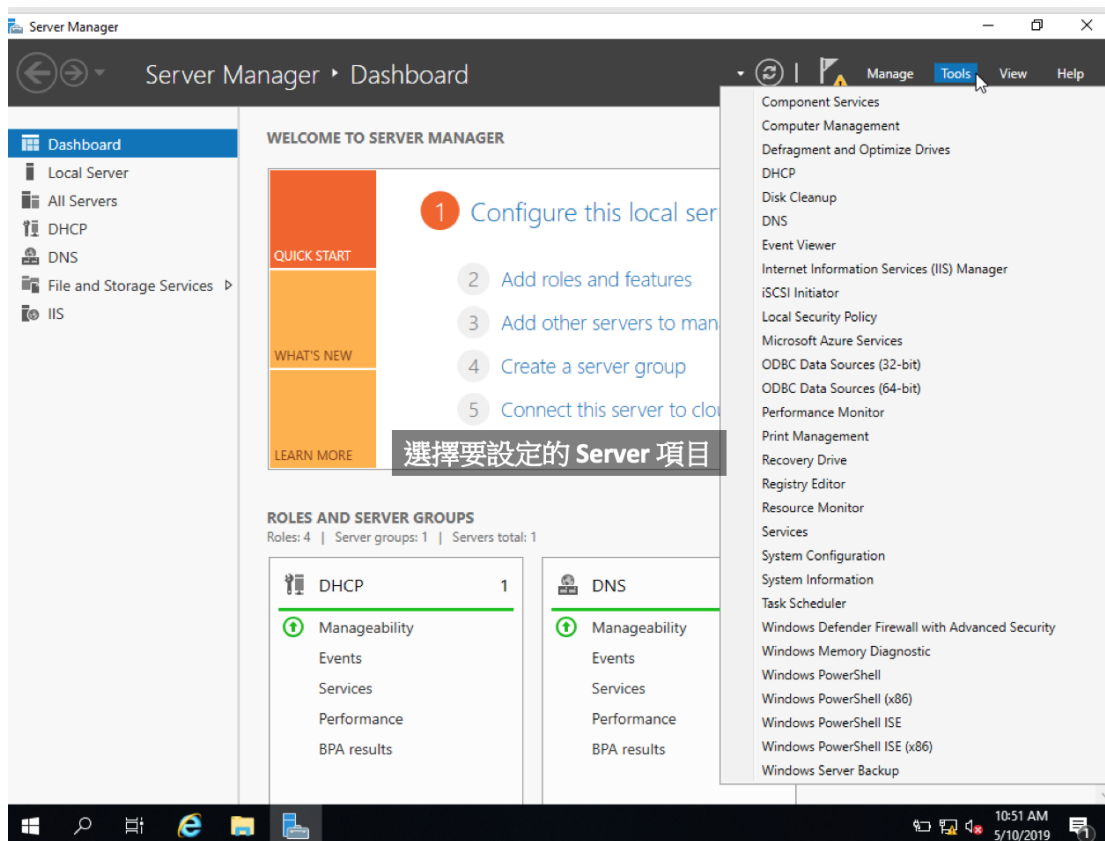 Server Manager
Server Manager ‣ Dashboard
Manage Tools View Help
Dashboard
Local Server
All Servers
DHCP
DNS
File and Storage Services
IIS
WELCOME TO SERVER MANAGER
QUICK START
WHAT'S NEW
LEARN MORE
1 Configure this local ser
2 Add roles and features
3 Add other servers to man
4 Create a server group
5 Connect this server to clou
選擇要設定的 Server 項目
ROLES AND SERVER GROUPS
Roles: 4 | Server groups: 1 | Servers total: 1
DHCP 1
Manageability
Events
Services
Performance
BPA results
DNS
Manageability
Events
Services
Performance
BPA results
Component Services
Computer Management
Defragment and Optimize Drives
DHCP
Disk Cleanup
DNS
Event Viewer
Internet Information Services (IIS) Manager
iSCSI Initiator
Local Security Policy
Microsoft Azure Services
ODBC Data Sources (32-bit)
ODBC Data Sources (64-bit)
Performance Monitor
Print Management
Recovery Drive
Registry Editor
Resource Monitor
Services
System Configuration
System Information
Task Scheduler
Windows Defender Firewall with Advanced Security
Windows Memory Diagnostic
Windows PowerShell
Windows PowerShell (x86)
Windows PowerShell ISE
Windows PowerShell ISE (x86)
Windows Server Backup
10:51 AM
5/10/2019
1